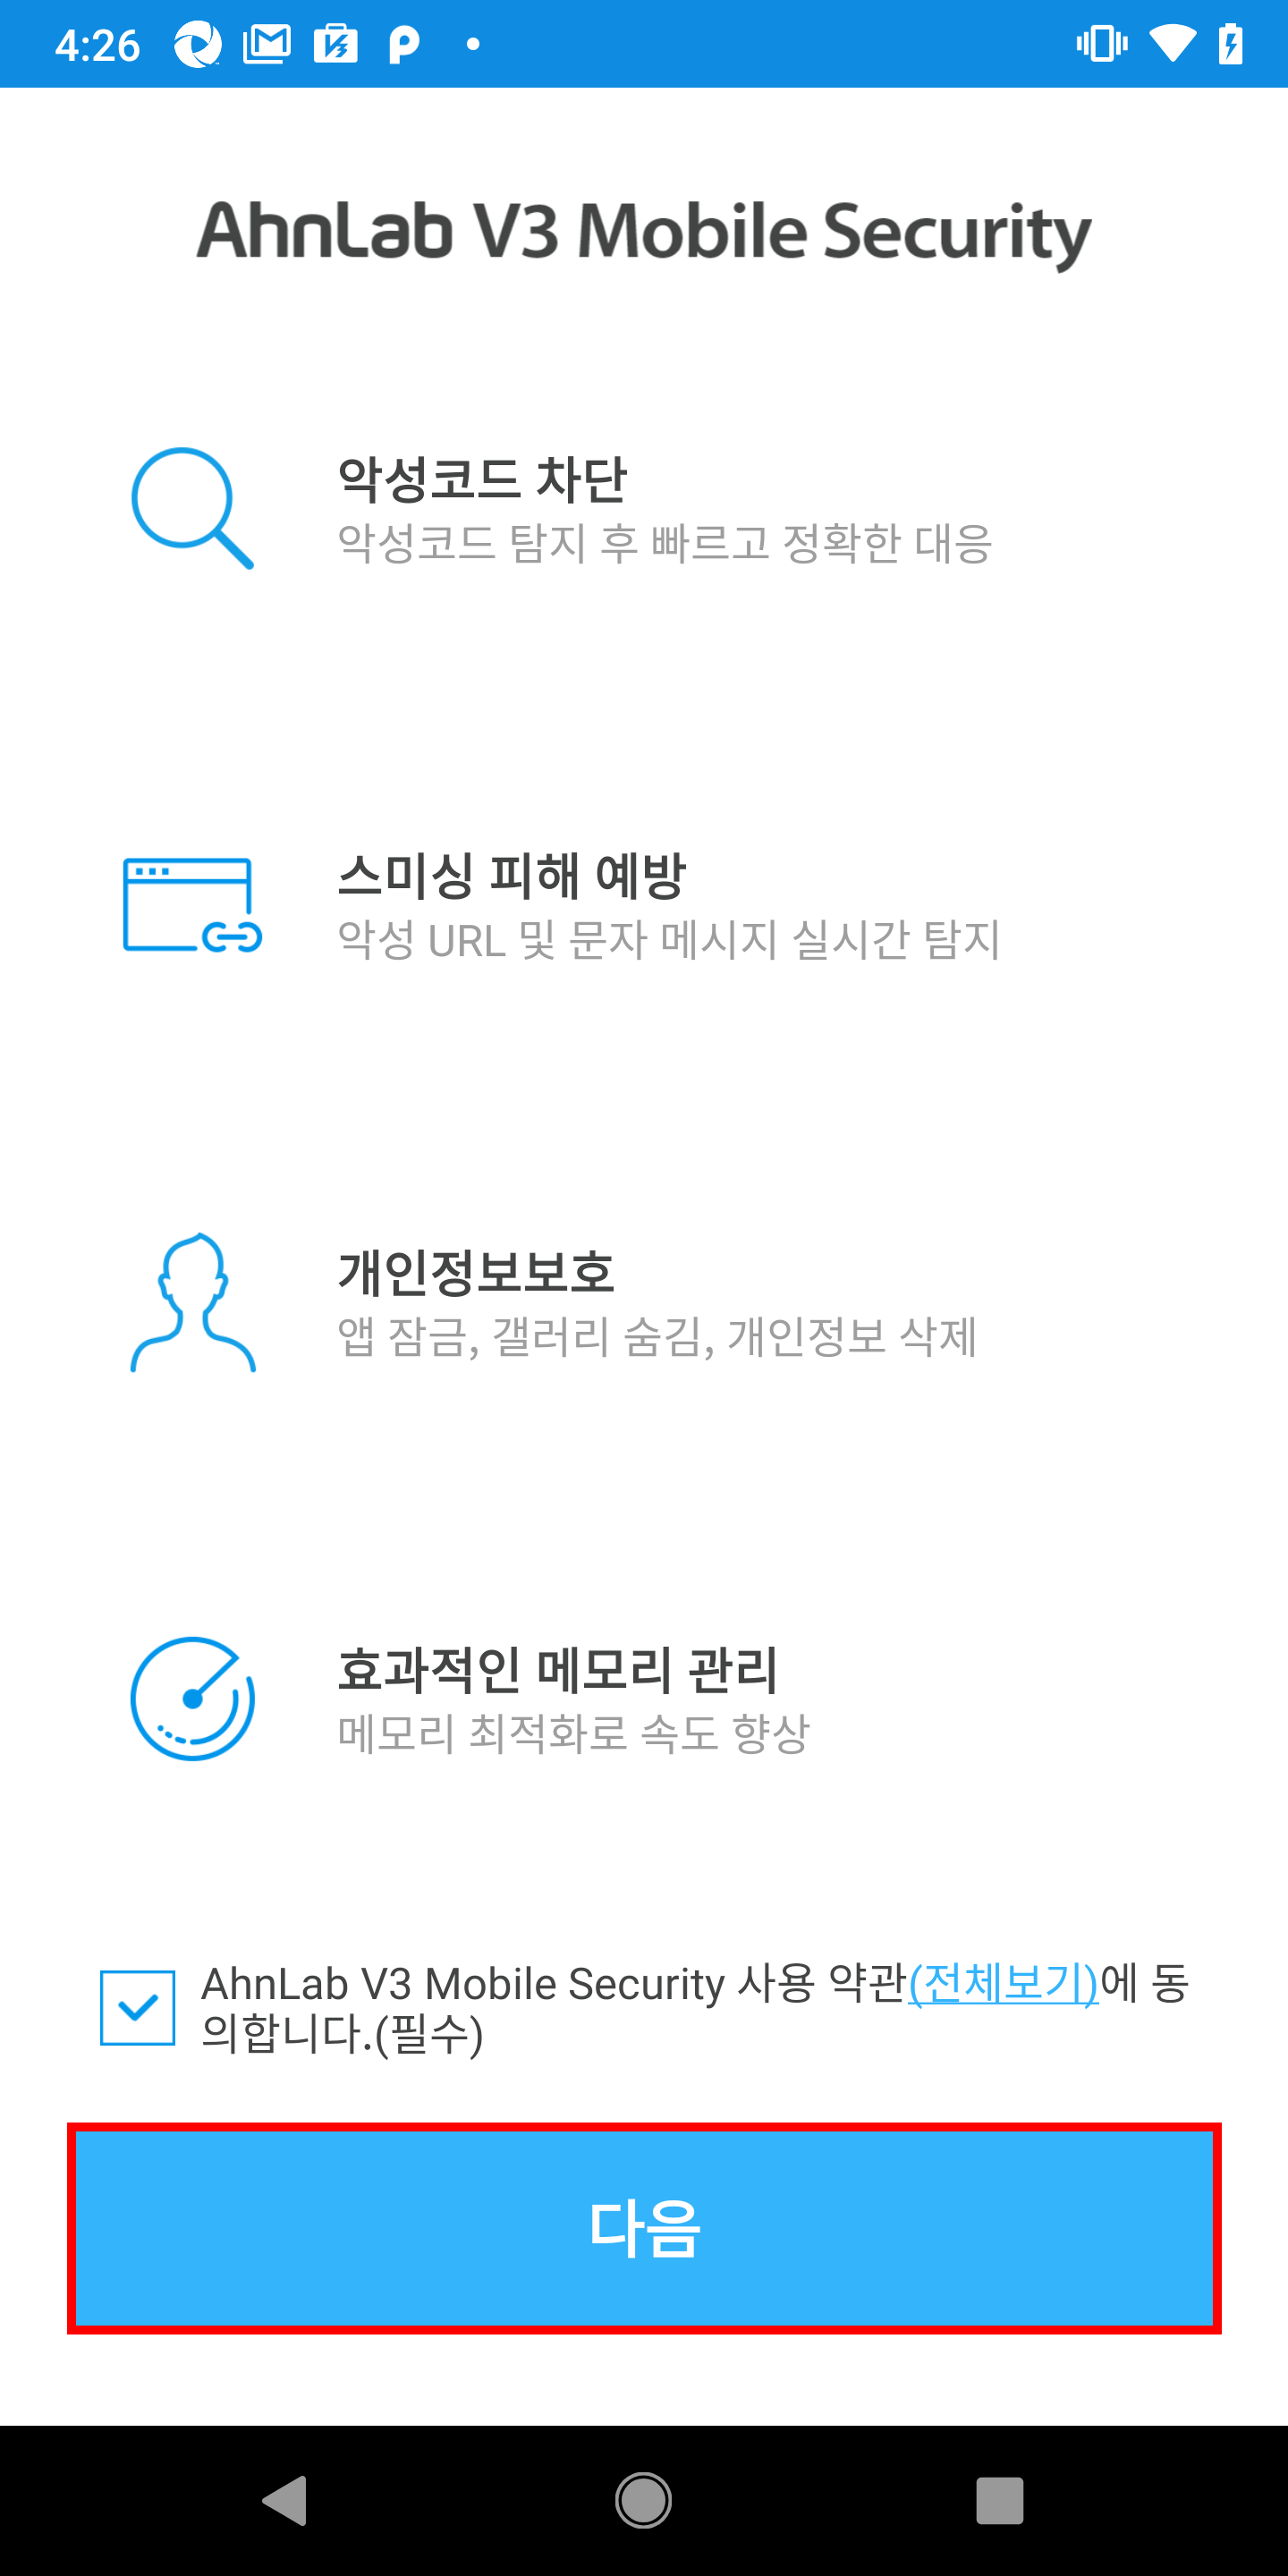 4:26
AhnLab V3 Mobile Security
악성코드 차단
악성코드 탐지 후 빠르고 정확한 대응
스미싱 피해 예방
악성 URL 및 문자 메시지 실시간 탐지
개인정보보호
앱 잠금, 갤러리 숨김, 개인정보 삭제
효과적인 메모리 관리
메모리 최적화로 속도 향상
AhnLab V3 Mobile Security 사용 약관(전체보기)에 동
의합니다.(필수)
다음